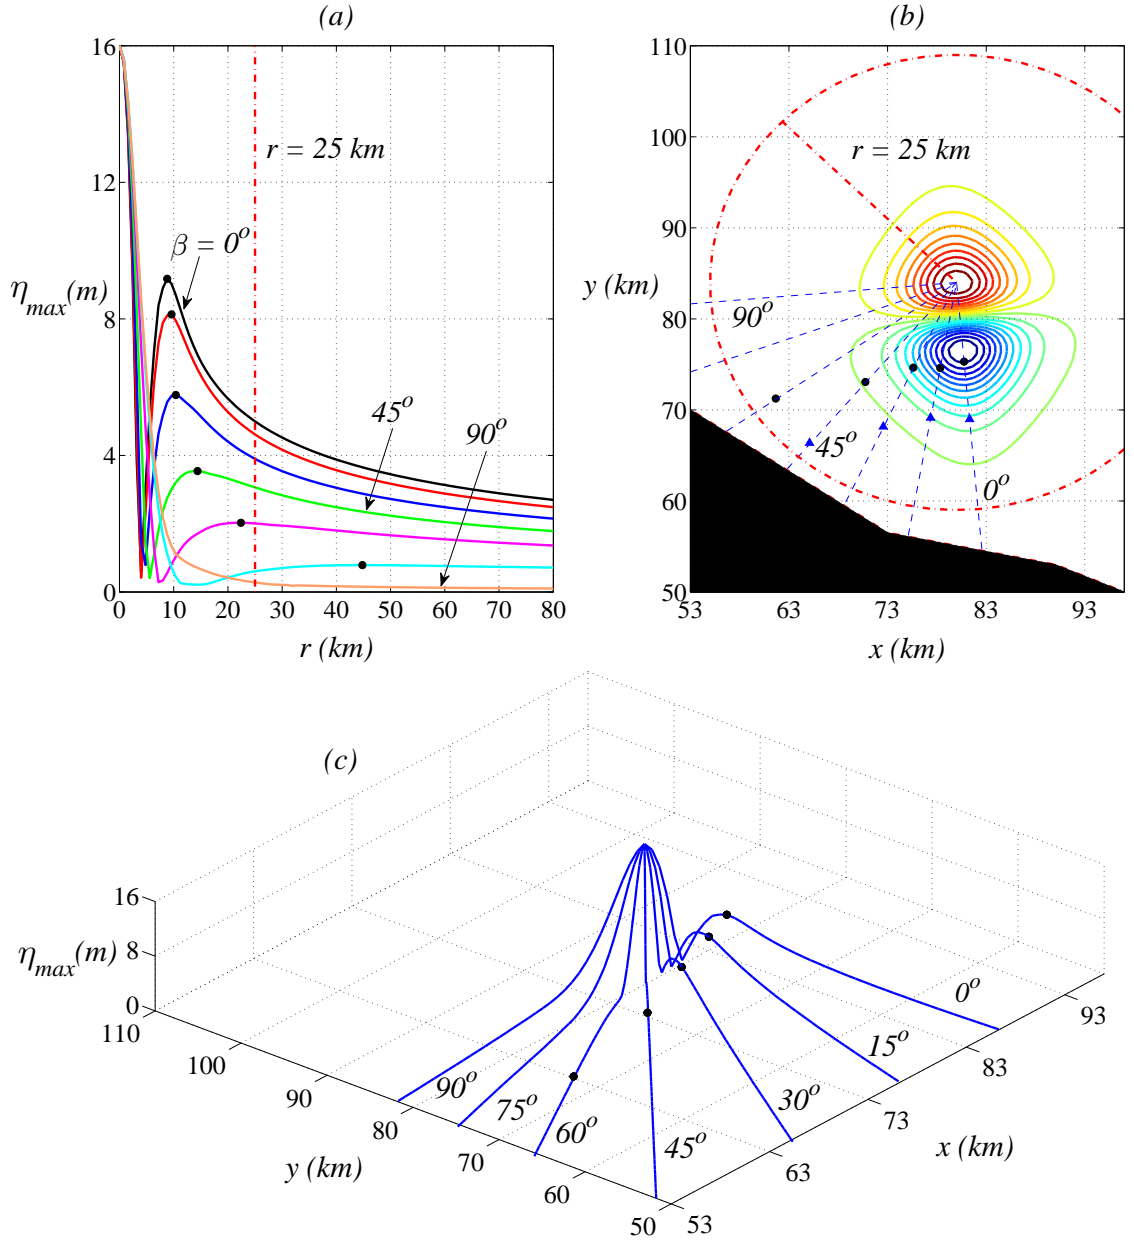 (a)
16
12
8
4
0
η_max(m)
r = 25 km
β = 0°
45°
90°
0 10 20 30 40 50 60 70 80
r (km)
(b)
110
100
90
80
70
60
50
y (km)
r = 25 km
90°
45°
0°
53 63 73 83 93
x (km)
(c)
16
8
0
η_max(m)
110
100
90
80
70
60
50
y (km)
90°
75°
60°
45°
30°
15°
0°
53
63
73
83
93
x (km)